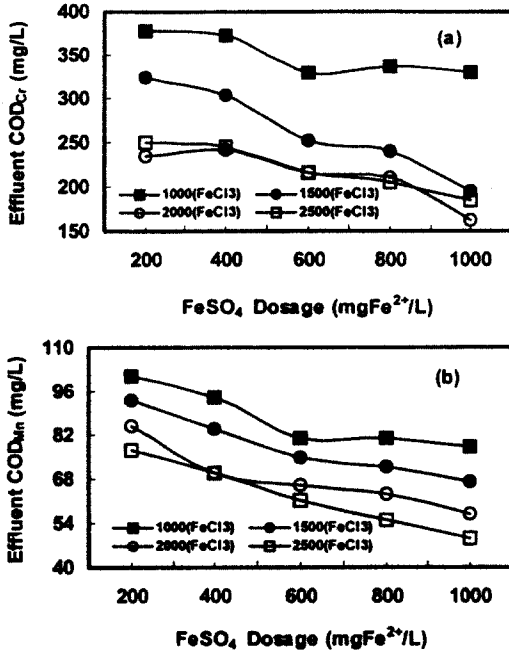 Effluent COD_Cr (mg/L)
400
350
300
250
200
150
(a)
1000(FeCl3) 1500(FeCl3)
2000(FeCl3) 2500(FeCl3)
200 400 600 800 1000
FeSO₄ Dosage (mgFe²⁺/L)
Effluent COD_Mn (mg/L)
110
96
82
68
54
40
(b)
1000(FeCl3) 1500(FeCl3)
2000(FeCl3) 2500(FeCl3)
200 400 600 800 1000
FeSO₄ Dosage (mgFe²⁺/L)